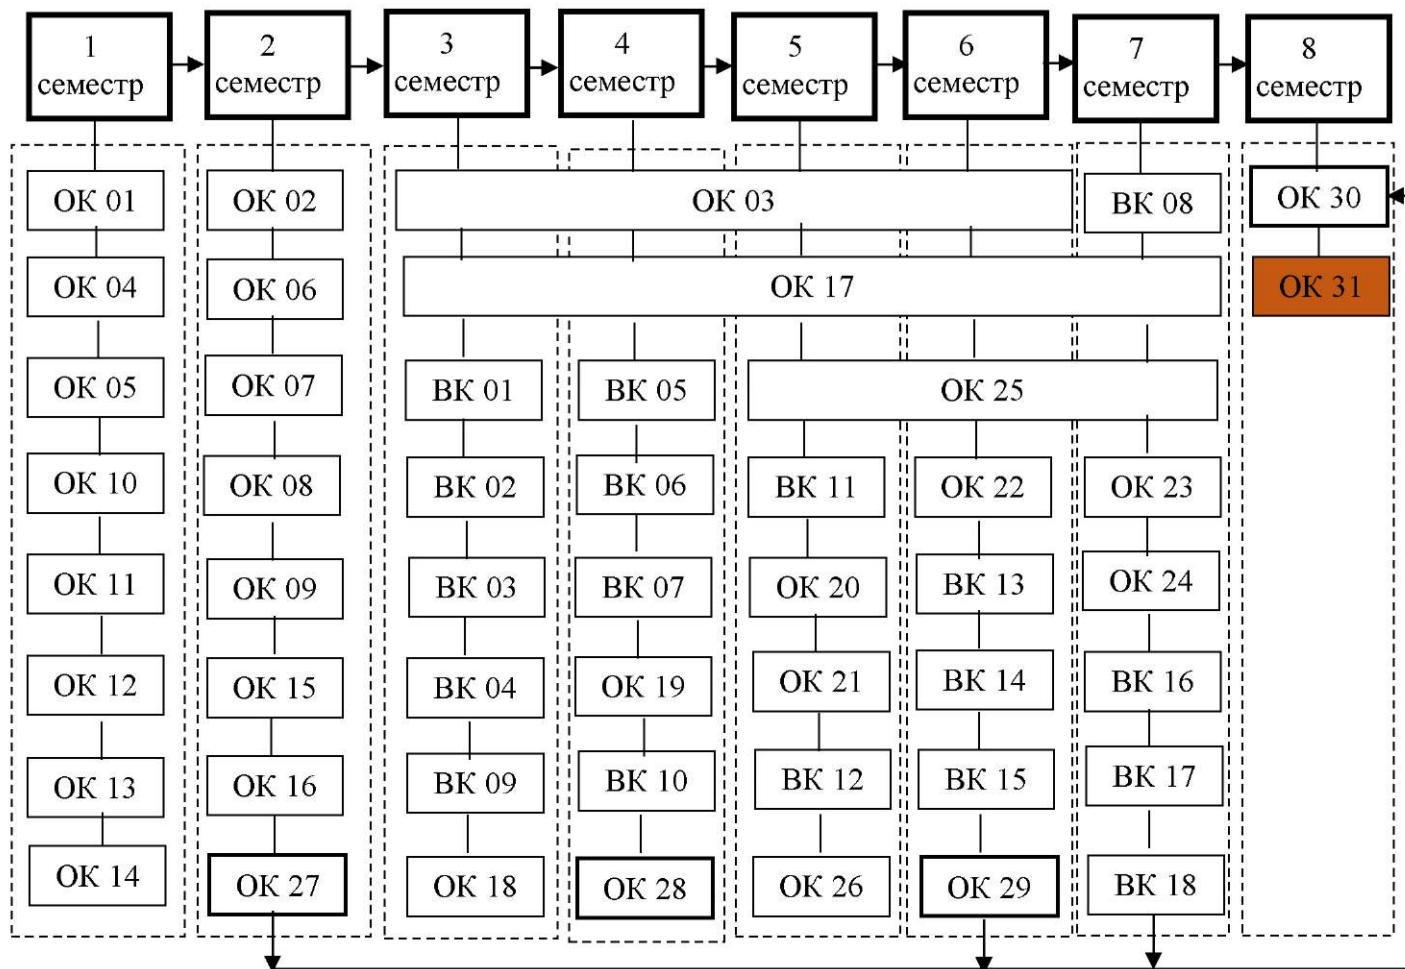 1
семестр
2
семестр
3
семестр
4
семестр
5
семестр
6
семестр
7
семестр
8
семестр
ОК 01
ОК 02
ОК 03
ВК 08
ОК 30
ОК 04
ОК 06
ОК 17
ОК 31
ОК 05
ОК 07
ВК 01
ВК 05
ОК 25
ОК 10
ОК 08
ВК 02
ВК 06
ВК 11
ОК 22
ОК 23
ОК 11
ОК 09
ВК 03
ВК 07
ОК 20
ВК 13
ОК 24
ОК 12
ОК 15
ВК 04
ОК 19
ОК 21
ВК 14
ВК 16
ОК 13
ОК 16
ВК 09
ВК 10
ВК 12
ВК 15
ВК 17
ОК 14
ОК 27
ОК 18
ОК 28
ОК 26
ОК 29
ВК 18